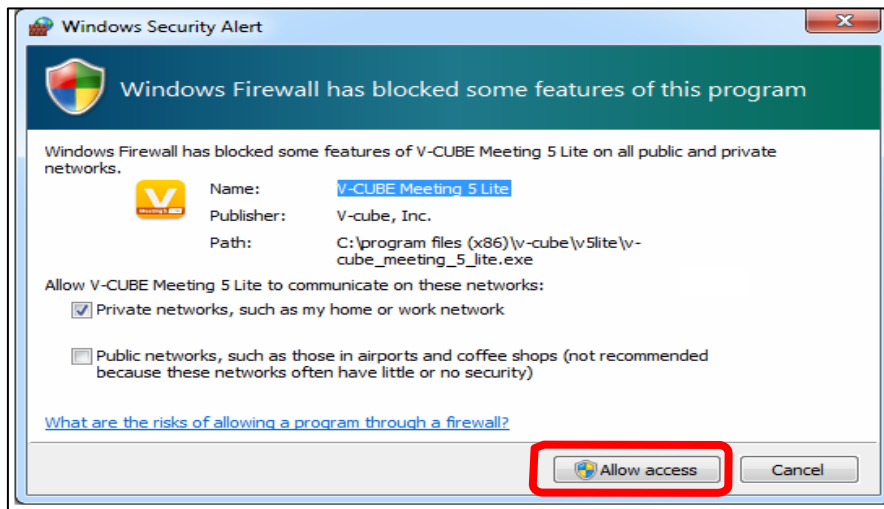 Windows Security Alert
Windows Firewall has blocked some features of this program
Windows Firewall has blocked some features of V-CUBE Meeting 5 Lite on all public and private
networks.
Name: V-CUBE Meeting 5 Lite
Publisher: V-cube, Inc.
Path: C:\program files (x86)\v-cube\v5lite\v-
cube_meeting_5_lite.exe
Allow V-CUBE Meeting 5 Lite to communicate on these networks:
Private networks, such as my home or work network
Public networks, such as those in airports and coffee shops (not recommended
because these networks often have little or no security)
What are the risks of allowing a program through a firewall?
Allow access Cancel